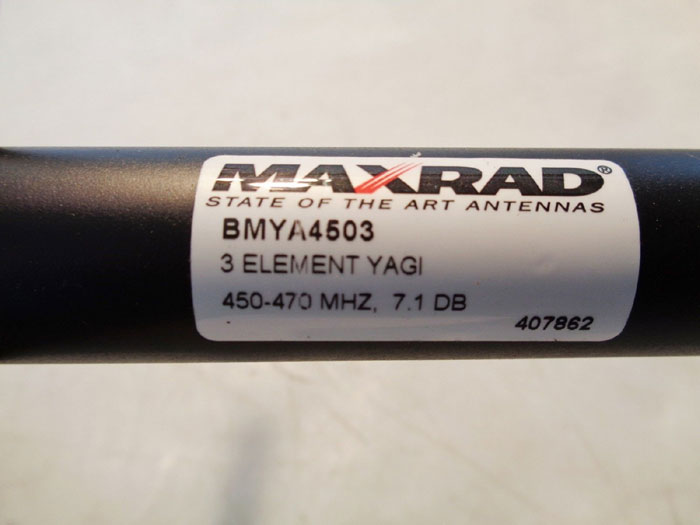 MAXRAD®
STATE OF THE ART ANTENNAS
BMYA4503
3 ELEMENT YAGI
450-470 MHZ, 7.1 DB
407862